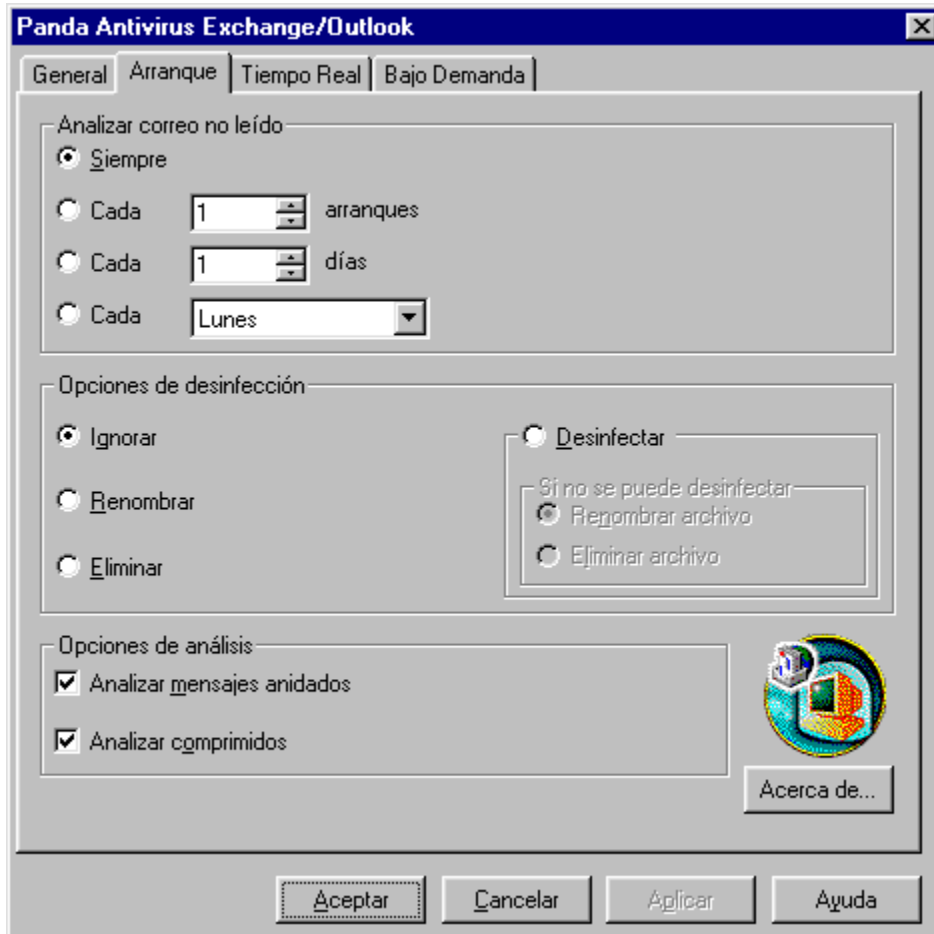 Panda Antivirus Exchange/Outlook
General Arranque Tiempo Real Bajo Demanda
Analizar correo no leído
Siempre
Cada 1 arranques
Cada 1 días
Cada Lunes
Opciones de desinfección
Ignorar
Desinfectar
Si no se puede desinfectar
Renombrar
Renombrar archivo
Eliminar archivo
Eliminar
Opciones de análisis
Analizar mensajes anidados
Analizar comprimidos
Acerca de...
Aceptar Cancelar Aplicar Ayuda